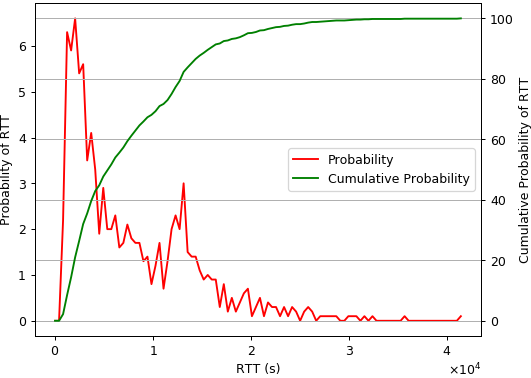 Probability of RTT
6
5
4
3
2
1
0
100
80
60
40
20
0
Cumulative Probability of RTT
Probability
Cumulative Probability
0 1 2 3 4
RTT (s)
×10⁴